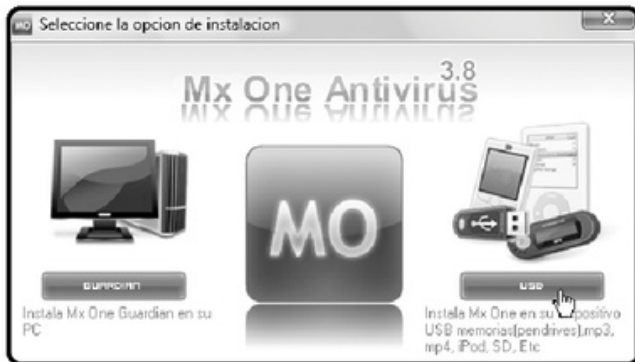 MO Seleccione la opcion de instalacion
Mx One Antivirus 3.8
MO
GUARDIAN
Instala Mx One Guardian en su
PC
USB
Instala Mx One en su
USB memorias(pendrives),mp3,
mp4, iPod, SD, Etc